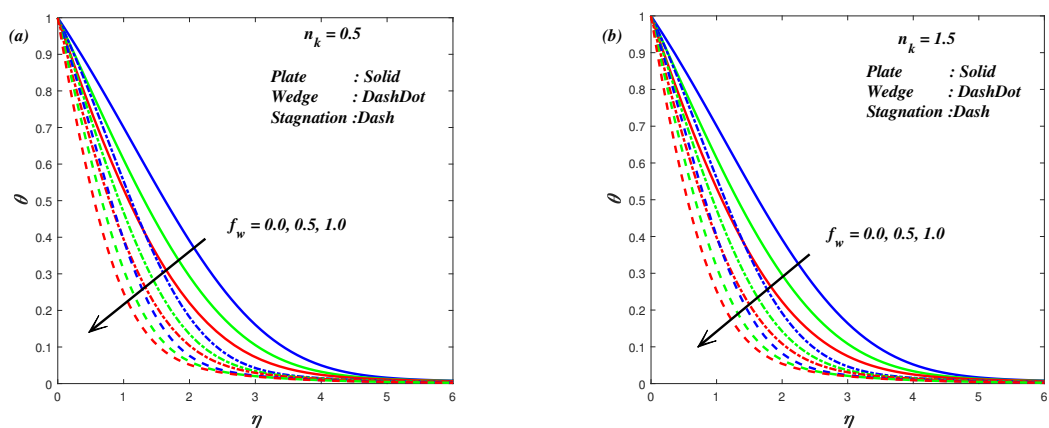 (a)
n_k = 0.5
Plate : Solid
Wedge : DashDot
Stagnation :Dash
f_w = 0.0, 0.5, 1.0
θ
1
0.9
0.8
0.7
0.6
0.5
0.4
0.3
0.2
0.1
0
0 1 2 3 4 5 6
η
(b)
n_k = 1.5
Plate : Solid
Wedge : DashDot
Stagnation :Dash
f_w = 0.0, 0.5, 1.0
θ
1
0.9
0.8
0.7
0.6
0.5
0.4
0.3
0.2
0.1
0
0 1 2 3 4 5 6
η